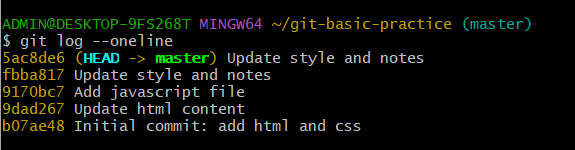 ADMIN@DESKTOP-9FS268T MINGW64 ~/git-basic-practice (master)
$ git log --oneline
5ac8de6 (HEAD -> master) Update style and notes
fbba817 Update style and notes
9170bc7 Add javascript file
9dad267 Update html content
b07ae48 Initial commit: add html and css